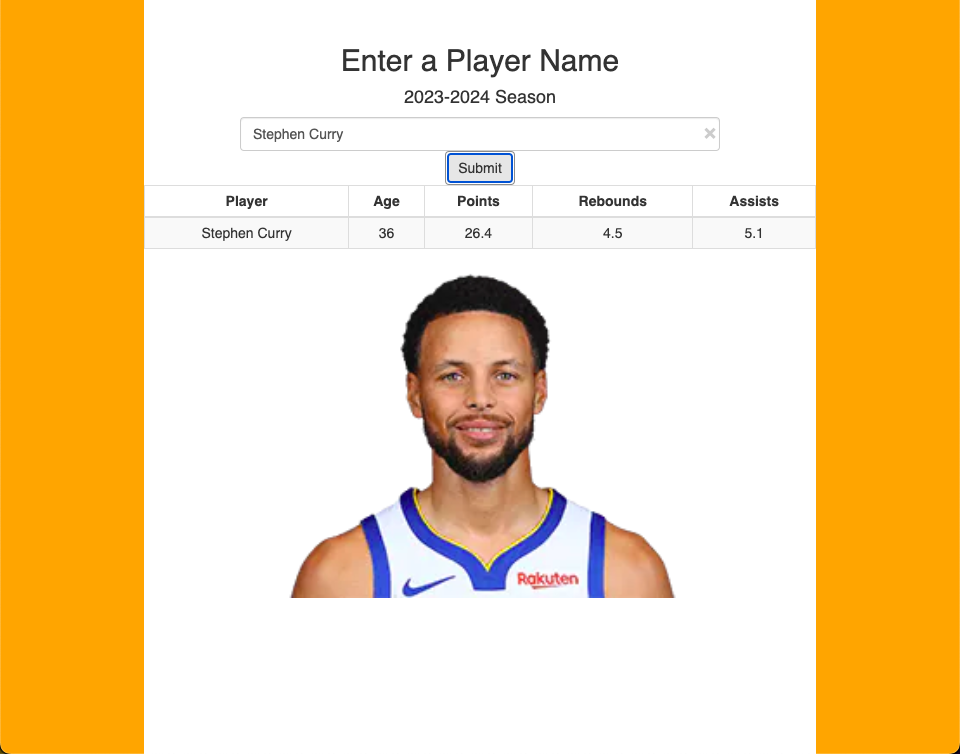 Enter a Player Name
2023-2024 Season
Stephen Curry ×
Submit
Player Age Points Rebounds Assists
Stephen Curry 36 26.4 4.5 5.1
Rakuten